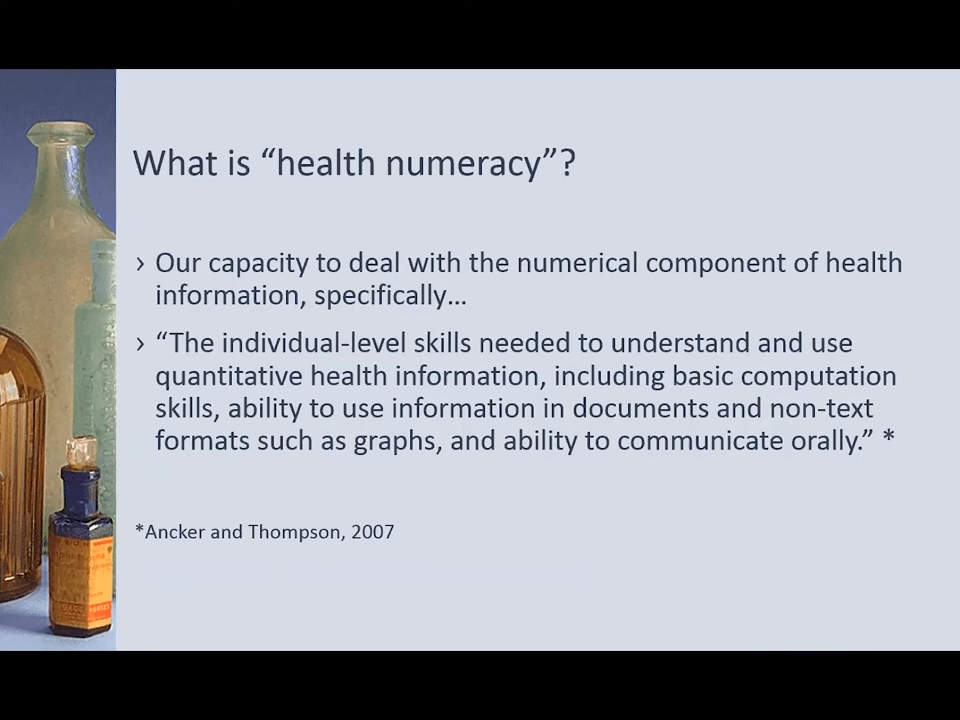 What is “health numeracy”?
› Our capacity to deal with the numerical component of health
information, specifically…
› “The individual-level skills needed to understand and use
quantitative health information, including basic computation
skills, ability to use information in documents and non-text
formats such as graphs, and ability to communicate orally.” *
*Ancker and Thompson, 2007